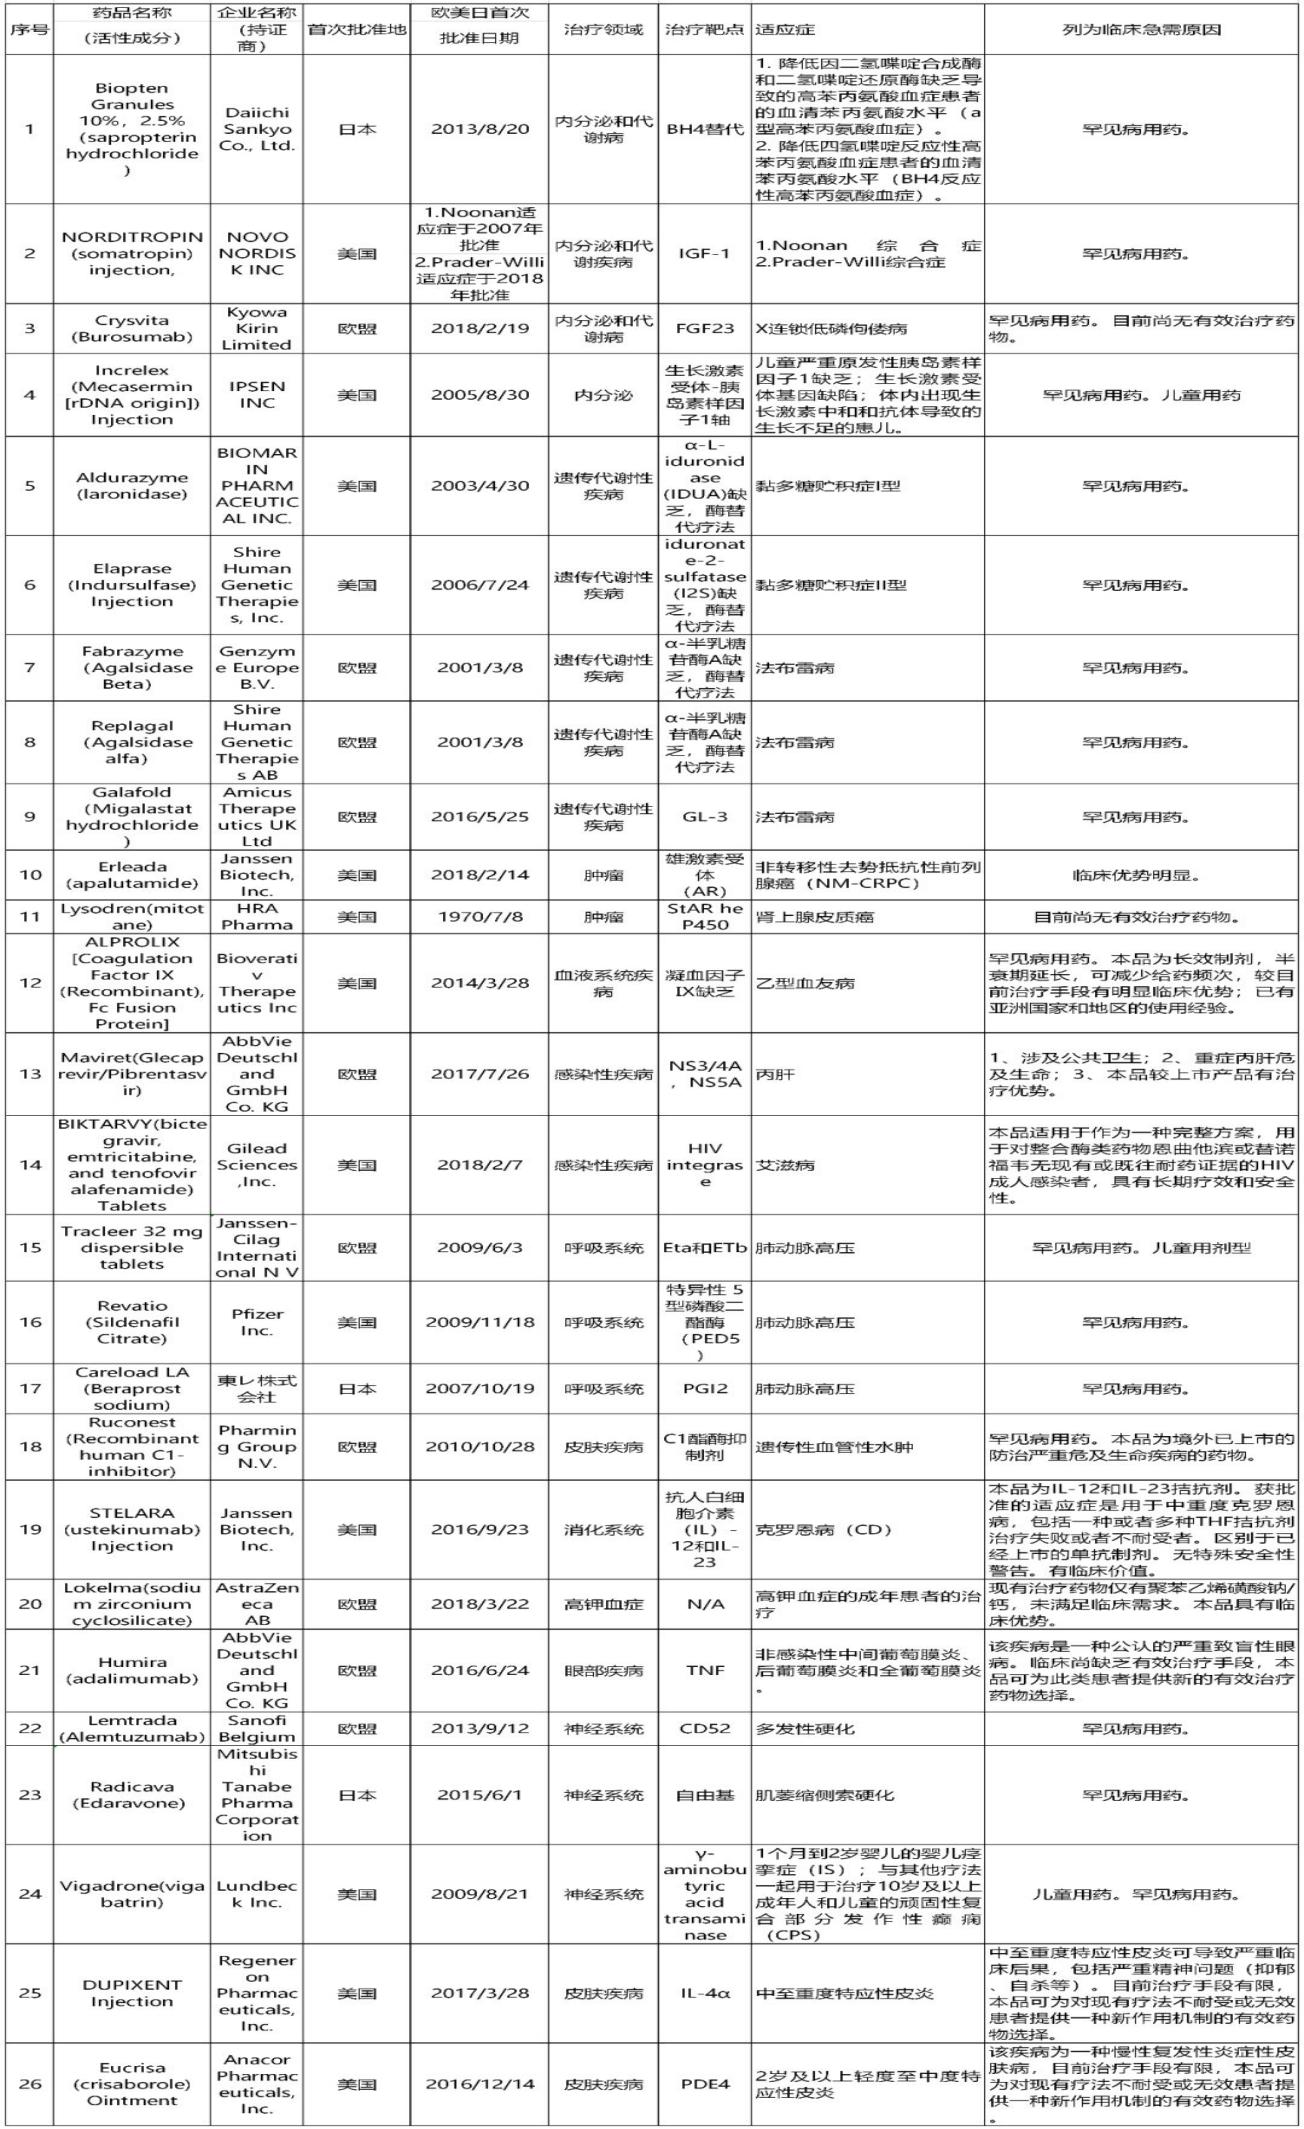 序号
药品名称
(活性成分)
企业名称
(持证
商)
首次批准地
欧美日首次
批准日期
治疗领域
治疗靶点
适应症
列为临床急需原因
1
Biopten
Granules
10%, 2.5%
(sapropterin
hydrochloride
)
Daiichi
Sankyo
Co., Ltd.
日本
2013/8/20
内分泌和代
谢病
BH4替代
1. 降低因二氢喋啶合成酶
和二氢喋啶还原酶缺乏导
致的高苯丙氨酸血症患者
的血清苯丙氨酸水平（a
型高苯丙氨酸血症）。
2. 降低四氢喋啶反应性高
苯丙氨酸血症患者的血清
苯丙氨酸水平（BH4反应
性高苯丙氨酸血症）。
罕见病用药。
2
NORDITROPIN
(somatropin)
injection,
NOVO
NORDIS
K INC
美国
1.Noonan适
应症于2007年
批准
2.Prader-Willi
适应症于2018
年批准
内分泌和代
谢疾病
IGF-1
1.Noonan 综合症
2.Prader-Willi综合症
罕见病用药。
3
Crysvita
(Burosumab)
Kyowa
Kirin
Limited
欧盟
2018/2/19
内分泌和代
谢病
FGF23
X连锁低磷佝偻病
罕见病用药。目前尚无有效治疗药
物。
4
Increlex
(Mecasermin
[rDNA origin])
Injection
IPSEN
INC
美国
2005/8/30
内分泌
生长激素
受体-胰
岛素样因
子1轴
儿童严重原发性胰岛素样
因子1缺乏；生长激素受
体基因缺陷；体内出现生
长激素中和和抗体导致的
生长不足的患儿。
罕见病用药。儿童用药
5
Aldurazyme
(laronidase)
BIOMAR
IN
PHARM
ACEUTIC
AL INC.
美国
2003/4/30
遗传代谢性
疾病
α-L-
iduronid
ase
(IDUA)缺
乏，酶替
代疗法
黏多糖贮积症I型
罕见病用药。
6
Elaprase
(Indursulfase)
Injection
Shire
Human
Genetic
Therapie
s, Inc.
美国
2006/7/24
遗传代谢性
疾病
iduronat
e-2-
sulfatase
(I2S)缺
乏，酶替
代疗法
黏多糖贮积症II型
罕见病用药。
7
Fabrazyme
(Agalsidase
Beta)
Genzym
e Europe
B.V.
欧盟
2001/3/8
遗传代谢性
疾病
α-半乳糖
苷酶A缺
乏，酶替
代疗法
法布雷病
罕见病用药。
8
Replagal
(Agalsidase
alfa)
Shire
Human
Genetic
Therapie
s AB
欧盟
2001/3/8
遗传代谢性
疾病
α-半乳糖
苷酶A缺
乏，酶替
代疗法
法布雷病
罕见病用药。
9
Galafold
(Migalastat
hydrochloride
)
Amicus
Therape
utics UK
Ltd
欧盟
2016/5/25
遗传代谢性
疾病
GL-3
法布雷病
罕见病用药。
10
Erleada
(apalutamide)
Janssen
Biotech,
Inc.
美国
2018/2/14
肿瘤
雄激素受
体
(AR)
非转移性去势抵抗性前列
腺癌（NM-CRPC）
临床优势明显。
11
Lysodren(mitot
ane)
HRA
Pharma
美国
1970/7/8
肿瘤
StAR he
P450
肾上腺皮质癌
目前尚无有效治疗药物。
12
ALPROLIX
[Coagulation
Factor IX
(Recombinant),
Fc Fusion
Protein]
Bioverati
v
Therape
utics Inc
美国
2014/3/28
血液系统疾
病
凝血因子
IX缺乏
乙型血友病
罕见病用药。本品为长效制剂，半
衰期延长，可减少给药频次，较目
前治疗手段有明显临床优势；已有
亚洲国家和地区的使用经验。
13
Maviret(Glecap
revir/Pibrentasv
ir)
AbbVie
Deutschl
and
GmbH
Co. KG
欧盟
2017/7/26
感染性疾病
NS3/4A
，NS5A
丙肝
1、涉及公共卫生；2、重症丙肝危
及生命；3、本品较上市产品有治
疗优势。
14
BIKTARVY(bicte
gravir,
emtricitabine,
and tenofovir
alafenamide)
Tablets
Gilead
Sciences
,Inc.
美国
2018/2/7
感染性疾病
HIV
integras
e
艾滋病
本品适用于作为一种完整方案，用
于对整合酶类药物恩曲他滨或替诺
福韦无现有或既往耐药证据的HIV
成人感染者，具有长期疗效和安全
性。
15
Tracleer 32 mg
dispersible
tablets
Janssen-
Cilag
Internati
onal N V
欧盟
2009/6/3
呼吸系统
Eta和ETb
肺动脉高压
罕见病用药。儿童用剂型
16
Revatio
(Sildenafil
Citrate)
Pfizer
Inc.
美国
2009/11/18
呼吸系统
特异性 5
型磷酸二
酯酶
（PED5
）
肺动脉高压
罕见病用药。
17
Careload LA
(Beraprost
sodium)
東レ株式
会社
日本
2007/10/19
呼吸系统
PGI2
肺动脉高压
罕见病用药。
18
Ruconest
(Recombinant
human C1-
inhibitor)
Pharmin
g Group
N.V.
欧盟
2010/10/28
皮肤疾病
C1酯酶抑
制剂
遗传性血管性水肿
罕见病用药。本品为境外已上市的
防治严重危及生命疾病的药物。
19
STELARA
(ustekinumab)
Injection
Janssen
Biotech,
Inc.
美国
2016/9/23
消化系统
抗人白细
胞介素
（IL）-
12和IL-
23
克罗恩病（CD）
本品为IL-12和IL-23拮抗剂。获批
准的适应症是用于中重度克罗恩
病，包括一种或者多种THF拮抗剂
治疗失败或者不耐受者。区别于已
经上市的单抗制剂。无特殊安全性
警告。有临床价值。
20
Lokelma(sodiu
m zirconium
cyclosilicate)
AstraZen
eca
AB
欧盟
2018/3/22
高钾血症
N/A
高钾血症的成年患者的治
疗
现有治疗药物仅有聚苯乙烯磺酸钠/
钙，未满足临床需求。本品具有临
床优势。
21
Humira
(adalimumab)
AbbVie
Deutschl
and
GmbH
Co. KG
欧盟
2016/6/24
眼部疾病
TNF
非感染性中间葡萄膜炎、
后葡萄膜炎和全葡萄膜炎
。
该疾病是一种公认的严重致盲性眼
病。临床尚缺乏有效治疗手段，本
品可为此类患者提供新的有效治疗
药物选择。
22
Lemtrada
(Alemtuzumab)
Sanofi
Belgium
欧盟
2013/9/12
神经系统
CD52
多发性硬化
罕见病用药。
23
Radicava
(Edaravone)
Mitsubis
hi
Tanabe
Pharma
Corporat
ion
日本
2015/6/1
神经系统
自由基
肌萎缩侧索硬化
罕见病用药。
24
Vigadrone(viga
batrin)
Lundbec
k Inc.
美国
2009/8/21
神经系统
γ-
aminobu
tyric
acid
transami
nase
1个月到2岁婴儿的婴儿痉
挛症（IS）；与其他疗法
一起用于治疗10岁及以上
成年人和儿童的顽固性复
合部分发作性癫痫
（CPS）
儿童用药。罕见病用药。
25
DUPIXENT
Injection
Regener
on
Pharmac
euticals,
Inc.
美国
2017/3/28
皮肤疾病
IL-4α
中至重度特应性皮炎
中至重度特应性皮炎可导致严重临
床后果，包括严重精神问题（抑郁
、自杀等）。目前治疗手段有限，
本品可为对现有疗法不耐受或无效
患者提供一种新作用机制的有效药
物选择。
26
Eucrisa
(crisaborole)
Ointment
Anacor
Pharmac
euticals,
Inc.
美国
2016/12/14
皮肤疾病
PDE4
2岁及以上轻度至中度特
应性皮炎
该疾病为一种慢性复发性炎症性皮
肤病，目前治疗手段有限，本品可
为对现有疗法不耐受或无效患者提
供一种新作用机制的有效药物选择
。